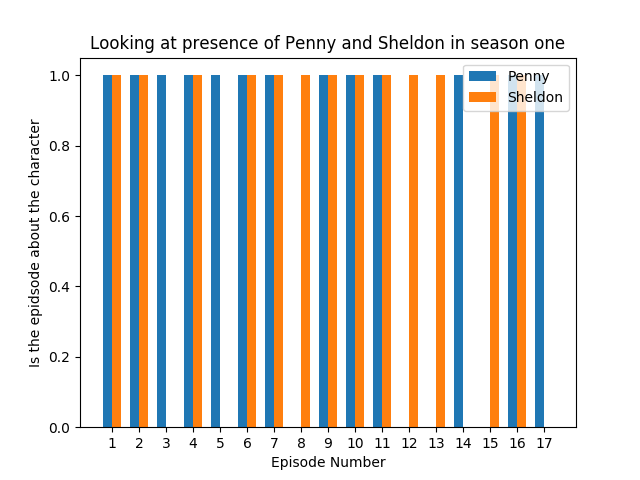 Looking at presence of Penny and Sheldon in season one
Is the epidsode about the character
1.0
0.8
0.6
0.4
0.2
0.0
Penny
Sheldon
1 2 3 4 5 6 7 8 9 10 11 12 13 14 15 16 17
Episode Number